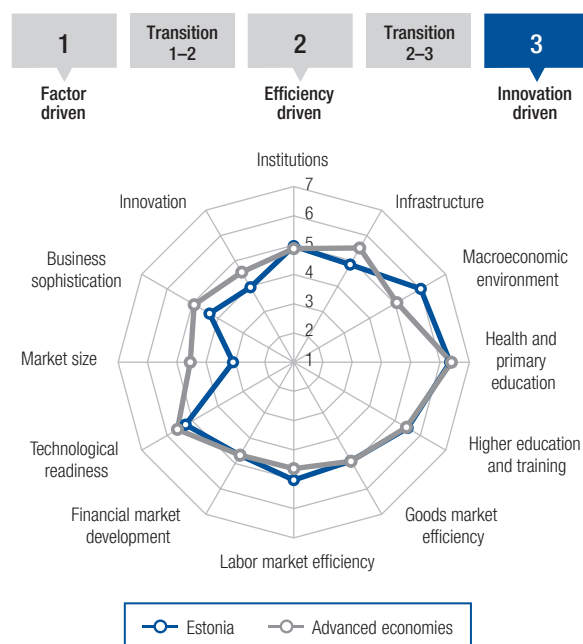 1
Transition
1–2
2
Transition
2–3
3
Factor
driven
Efficiency
driven
Innovation
driven
Institutions
Innovation
Infrastructure
Business
sophistication
Macroeconomic
environment
Market size
Health and
primary
education
Technological
readiness
Higher education
and training
Financial market
development
Goods market
efficiency
Labor market efficiency
7
6
5
4
3
2
1
Estonia
Advanced economies